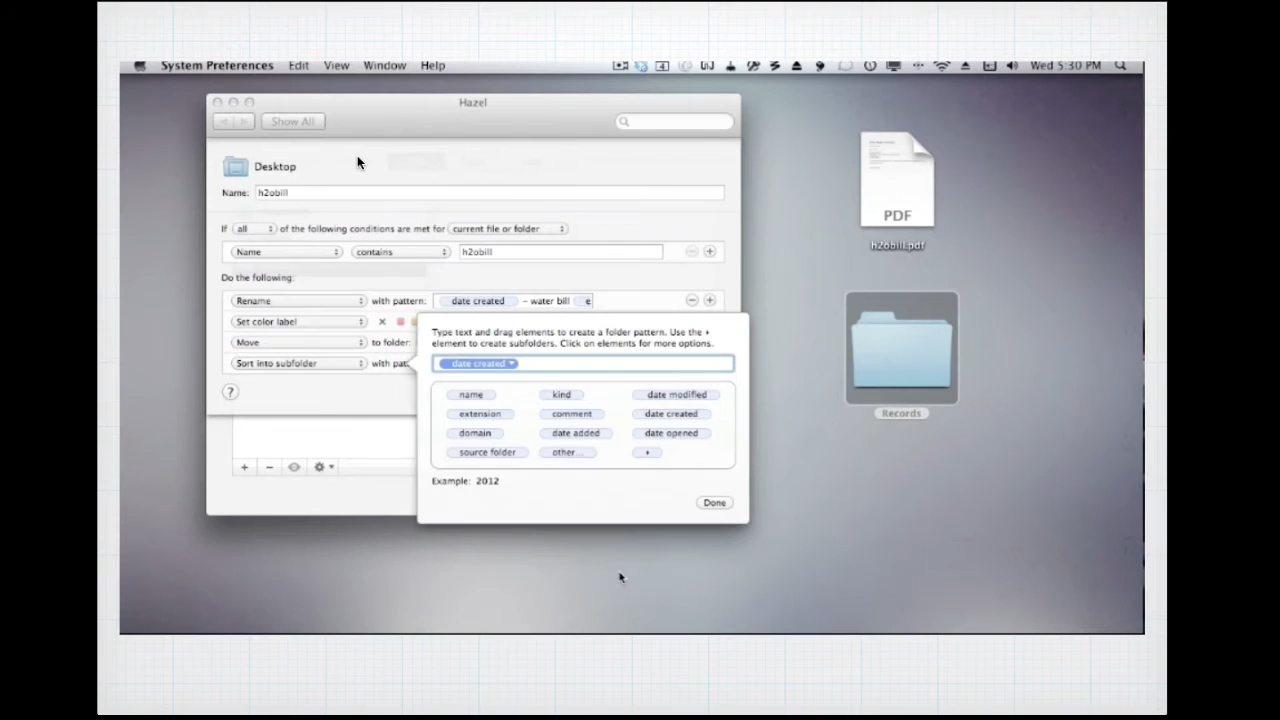 System Preferences Edit View Window Help Wed 5:30 PM
Hazel
Show All
Desktop
Name: h2obill
If all of the following conditions are met for current file or folder
Name contains h2obill
Do the following:
Rename with pattern: date created – water bill e
Set color label
Move to folder:
Sort into subfolder with pat
?
Type text and drag elements to create a folder pattern. Use the ▸
element to create subfolders. Click on elements for more options.
date created
name kind date modified
extension comment date created
domain date added date opened
source folder other... ▸
Example: 2012
Done
PDF
h2obill.pdf
Records